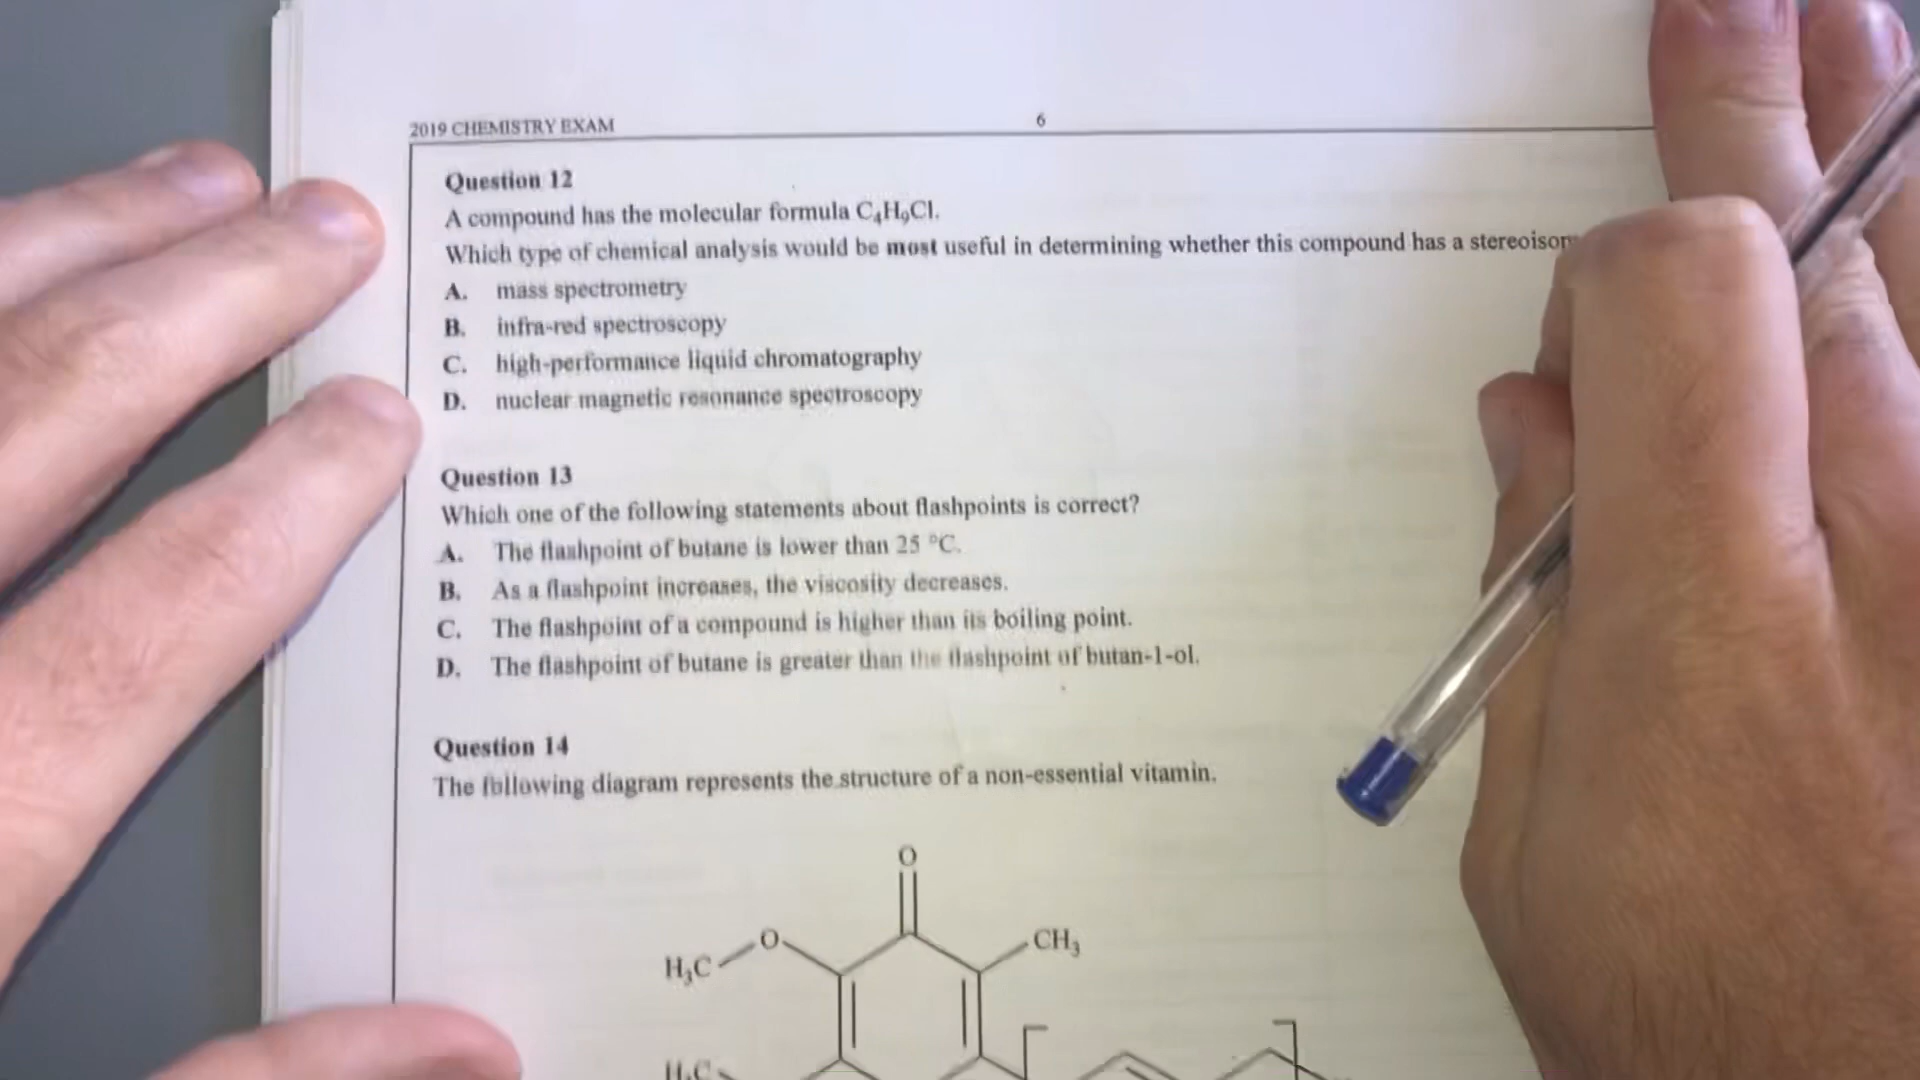 2019 CHEMISTRY EXAM 6
Question 12
A compound has the molecular formula C₄H₉Cl.
Which type of chemical analysis would be most useful in determining whether this compound has a
A. mass spectrometry
B. infra-red spectroscopy
C. high-performance liquid chromatography
D. nuclear magnetic resonance spectroscopy
Question 13
Which one of the following statements about flashpoints is correct?
A. The flashpoint of butane is lower than 25 °C.
B. As a flashpoint increases, the viscosity decreases.
C. The flashpoint of a compound is higher than its boiling point.
D. The flashpoint of butane is greater than the flashpoint of butan-1-ol.
Question 14
The following diagram represents the structure of a non-essential vitamin.
O
O CH₃
H₃C